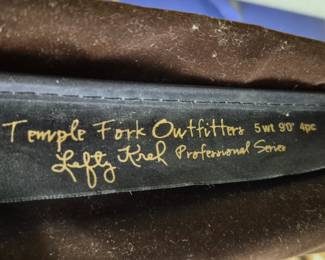 Temple Fork Outfitters 5wt 9'0" 4pc
Lefty Kreh Professional Series